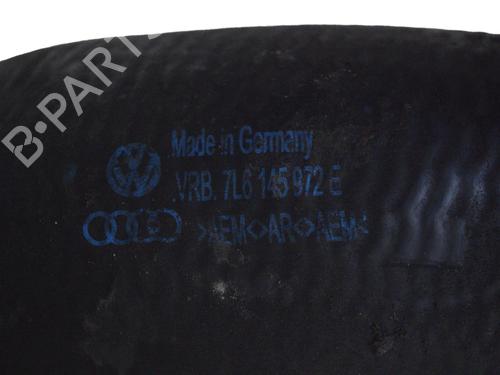 B-PARTS
Made in Germany
.VRB. 7L6 145 972 E
>AEM<>AR<>AEM<